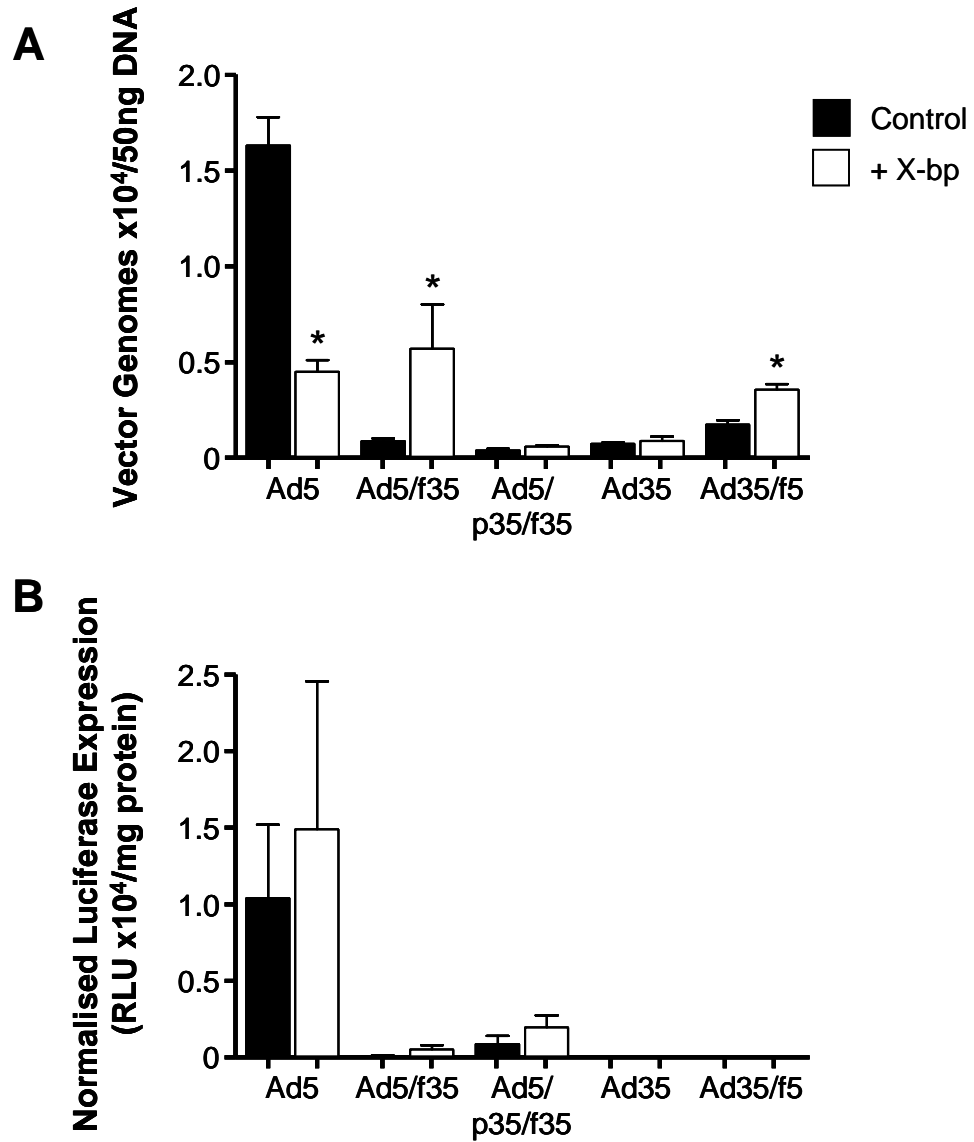 A
Vector Genomes x10⁴/50ng DNA
2.0
1.5
1.0
0.5
0
*
*
*
Control
+ X-bp
Ad5
Ad5/f35
Ad5/
p35/f35
Ad35
Ad35/f5
B
Normalised Luciferase Expression
(RLU x10⁴/mg protein)
2.5
2.0
1.5
1.0
0.5
0
Ad5
Ad5/f35
Ad5/
p35/f35
Ad35
Ad35/f5